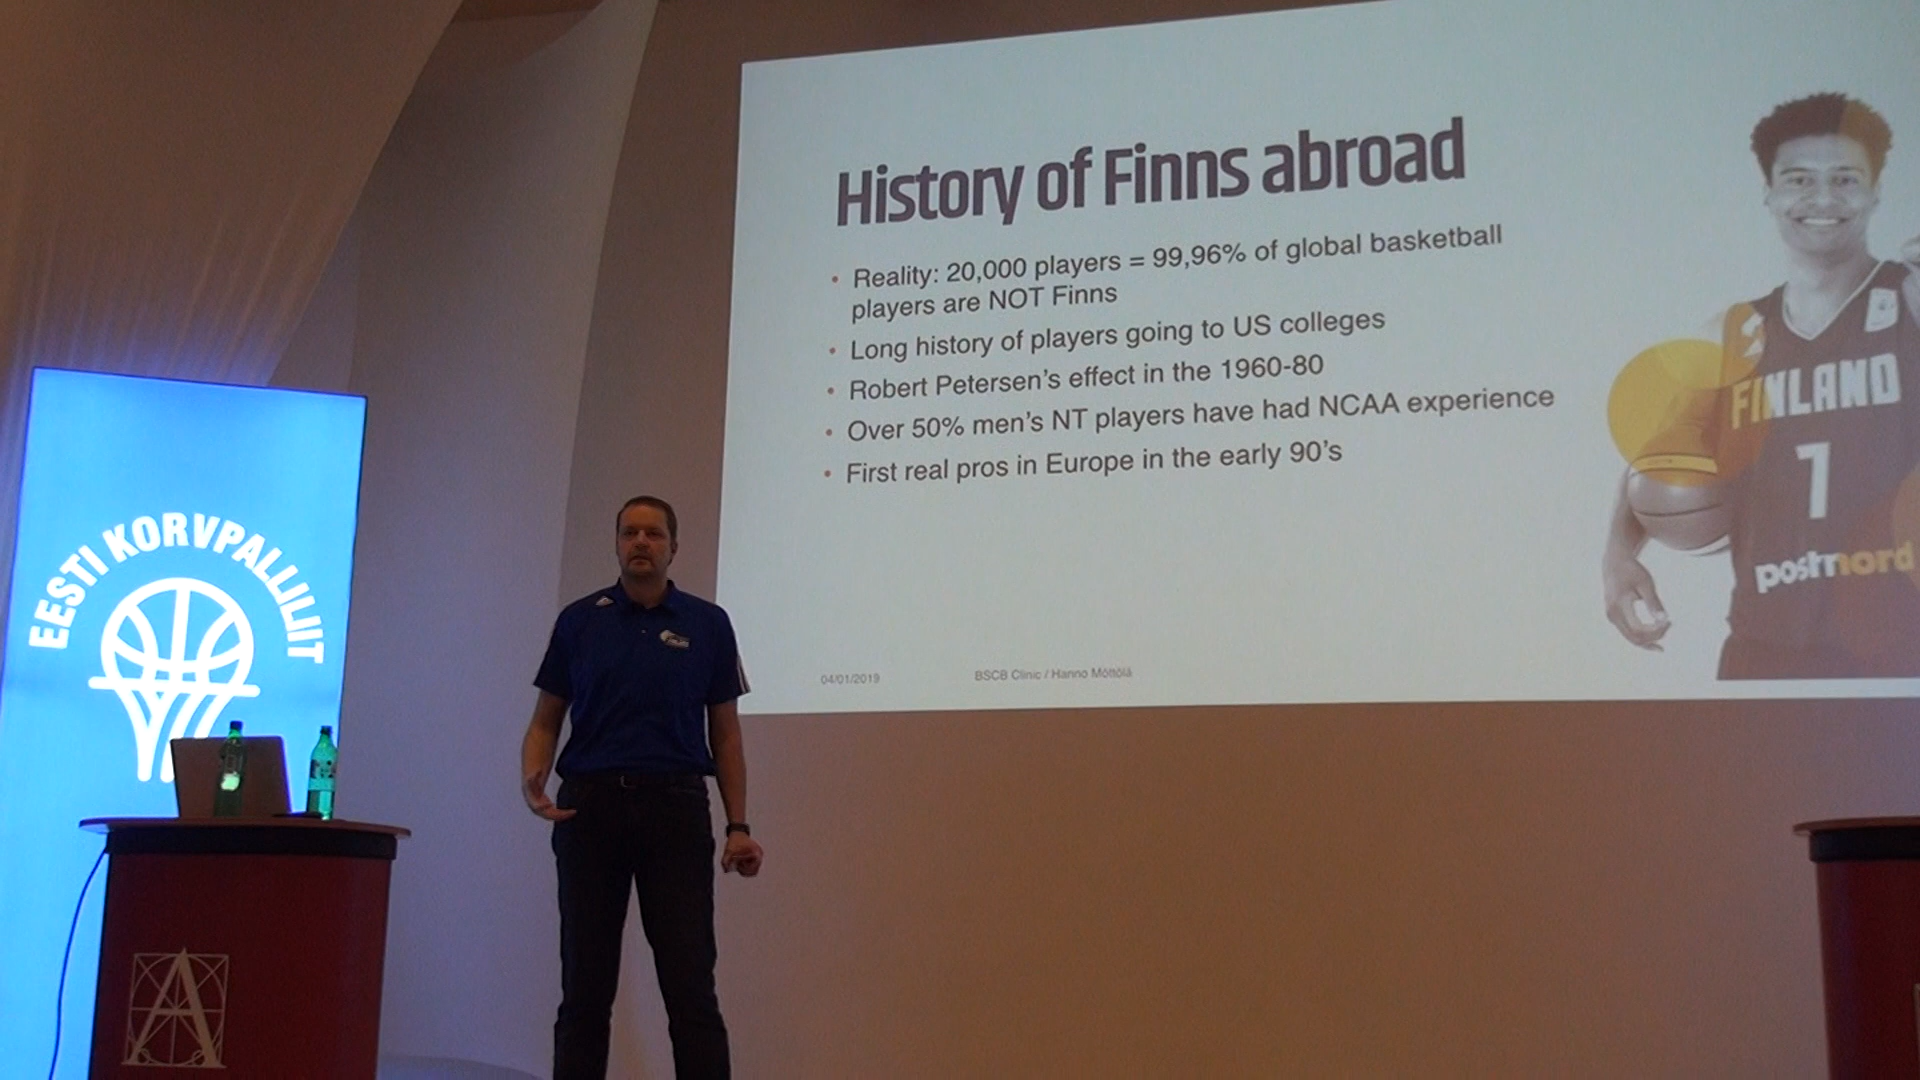 History of Finns abroad
• Reality: 20,000 players = 99,96% of global basketball
players are NOT Finns
• Long history of players going to US colleges
• Robert Petersen's effect in the 1960-80
• Over 50% men's NT players have had NCAA experience
• First real pros in Europe in the early 90's
04/01/2019
BSCB Clinic / Hanno Möttölä
FINLAND
1
postnord
EESTI KORVPALLILIIT
A